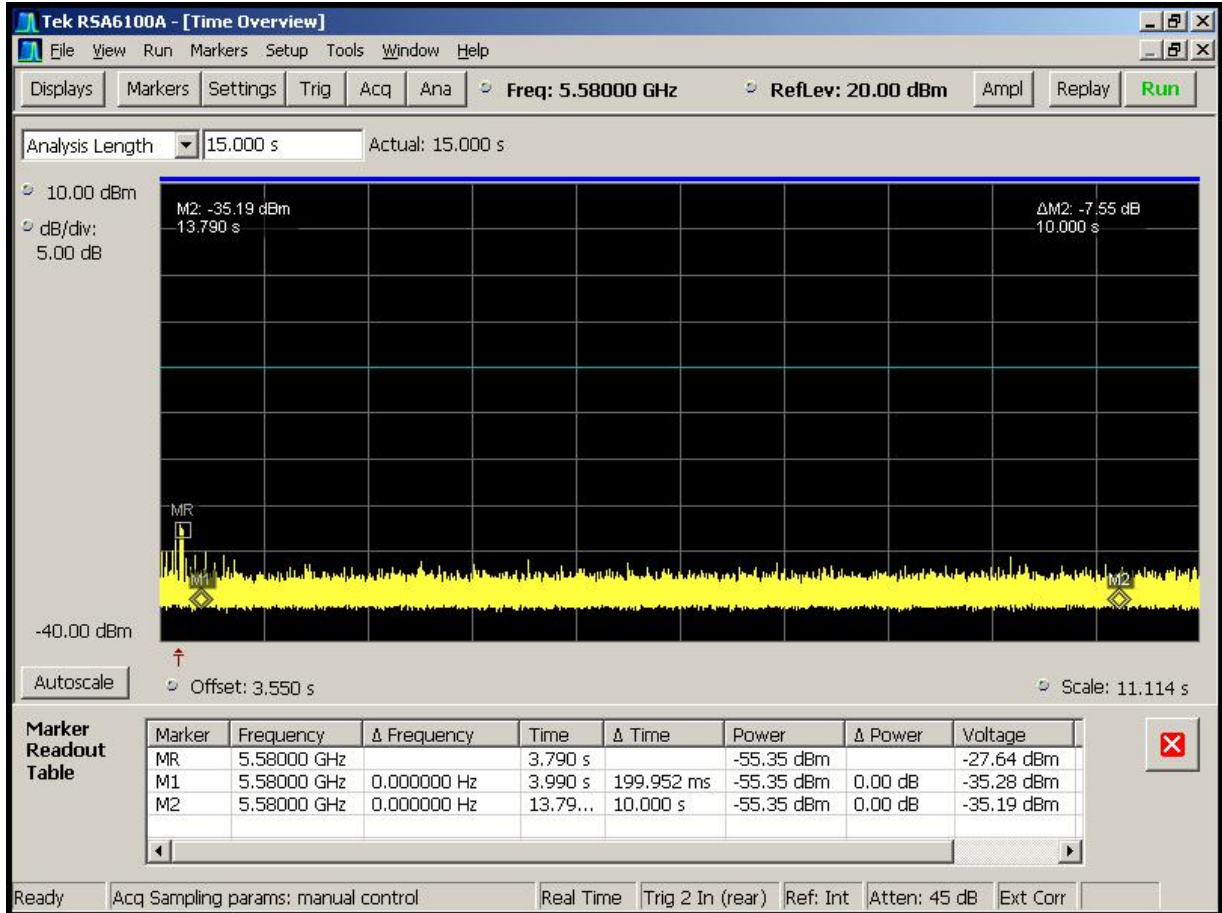 Tek RSA6100A - [Time Overview]
File View Run Markers Setup Tools Window Help
Displays Markers Settings Trig Acq Ana Freq: 5.58000 GHz RefLev: 20.00 dBm Ampl Replay Run
Analysis Length 15.000 s Actual: 15.000 s
10.00 dBm
dB/div:
5.00 dB
M2: -35.19 dBm
13.790 s
ΔM2: -7.55 dB
10.000 s
MR
M1
M2
-40.00 dBm
Autoscale Offset: 3.550 s Scale: 11.114 s
Marker
Readout
Table
Marker Frequency Δ Frequency Time Δ Time Power Δ Power Voltage
MR 5.58000 GHz 3.790 s -55.35 dBm -27.64 dBm
M1 5.58000 GHz 0.000000 Hz 3.990 s 199.952 ms -55.35 dBm 0.00 dB -35.28 dBm
M2 5.58000 GHz 0.000000 Hz 13.79... 10.000 s -55.35 dBm 0.00 dB -35.19 dBm
Ready Acq Sampling params: manual control Real Time Trig 2 In (rear) Ref: Int Atten: 45 dB Ext Corr